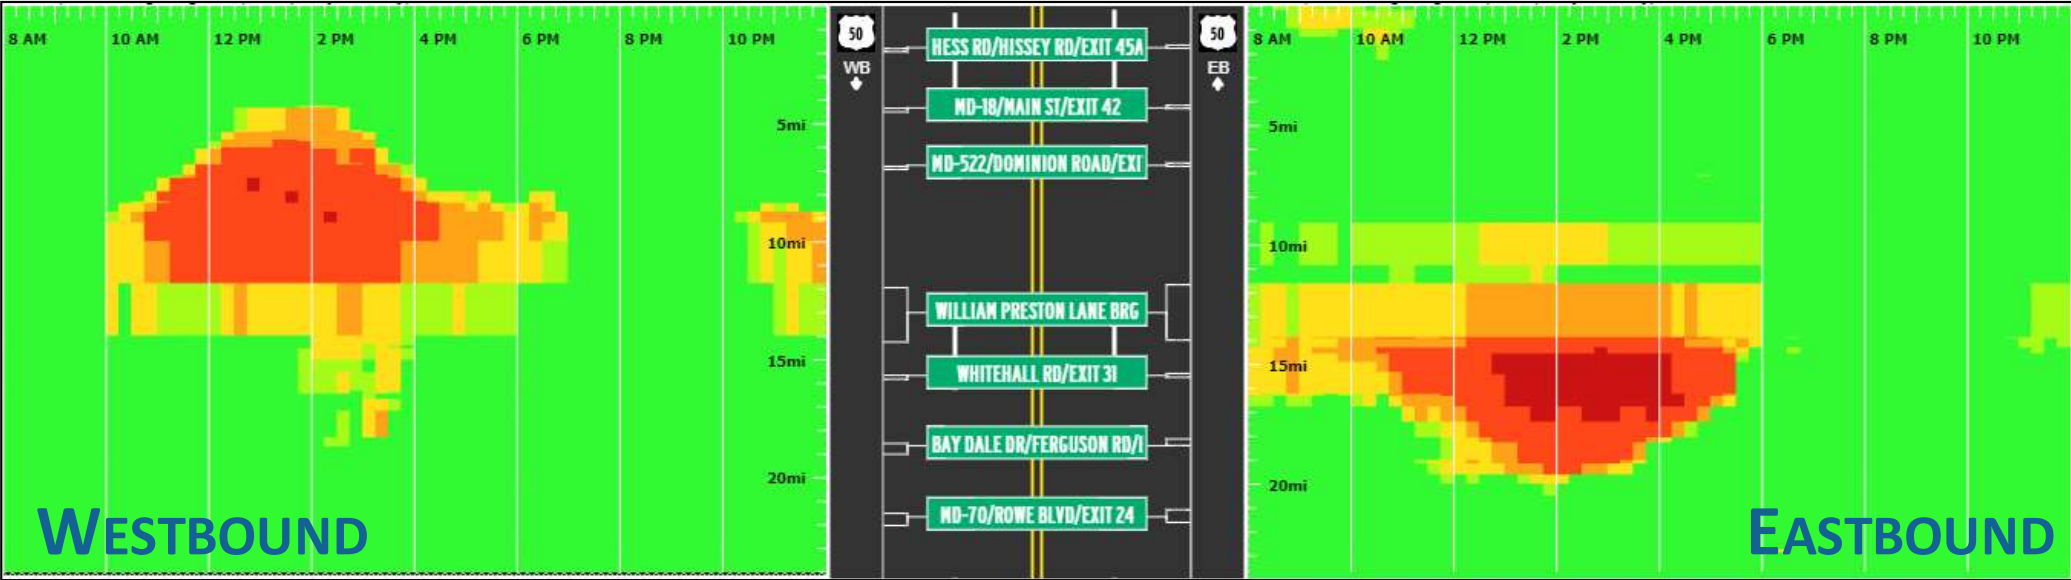 8 AM 10 AM 12 PM 2 PM 4 PM 6 PM 8 PM 10 PM
5mi
10mi
15mi
20mi
WESTBOUND
50
WB
HESS RD/HISSEY RD/EXIT 45A
MD-18/MAIN ST/EXIT 42
MD-522/DOMINION ROAD/EXI
WILLIAM PRESTON LANE BRG
WHITEHALL RD/EXIT 31
BAY DALE DR/FERGUSON RD/
MD-70/ROWE BLVD/EXIT 24
50
EB
8 AM 10 AM 12 PM 2 PM 4 PM 6 PM 8 PM 10 PM
5mi
10mi
15mi
20mi
EASTBOUND